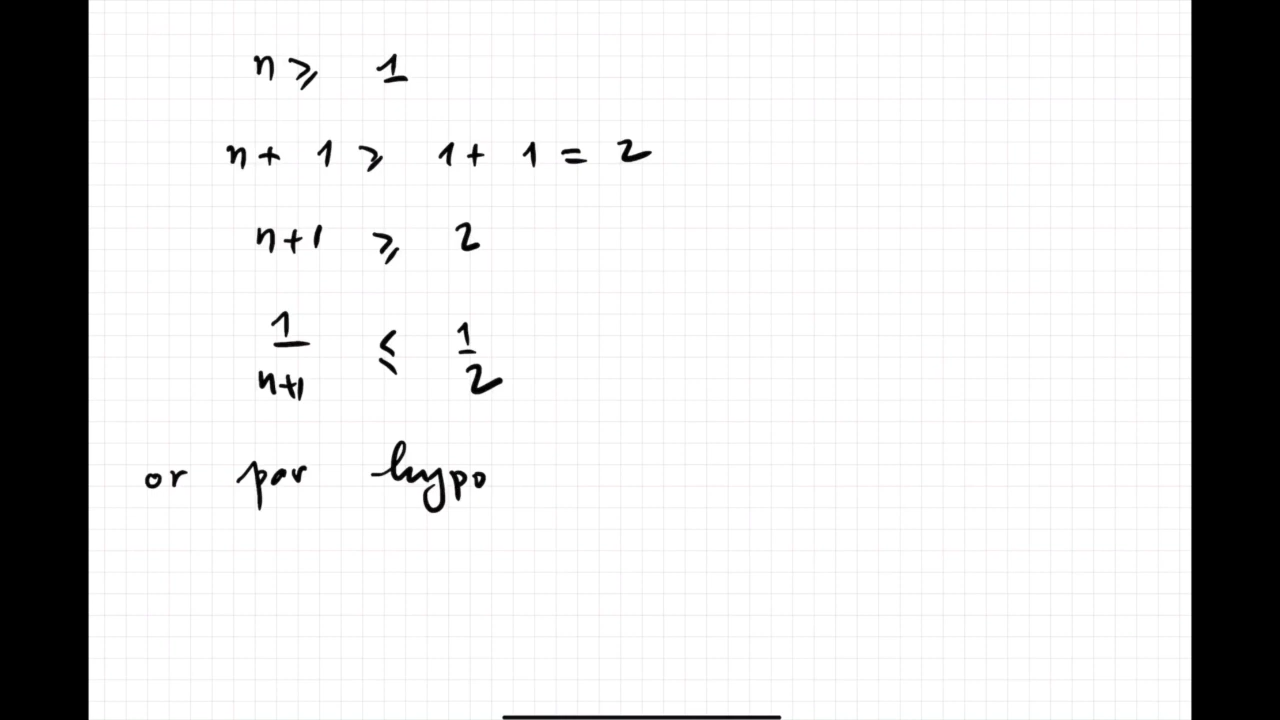 n ⩾ 1
n + 1 ⩾ 1 + 1 = 2
n+1 ⩾ 2
1/(n+1) ⩽ 1/2
or par hypo